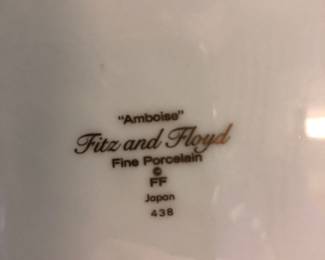 "Amboise"
Fitz and Floyd
Fine Porcelain
©
FF
Japan
438